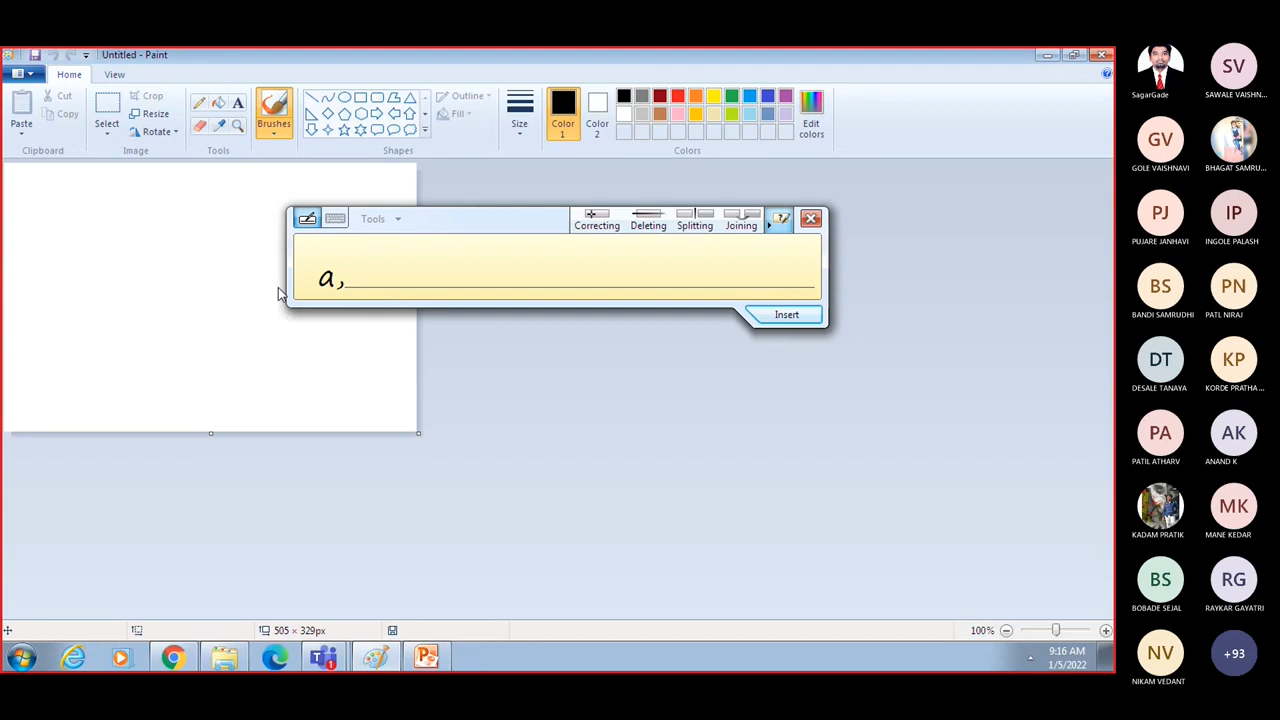 Untitled - Paint
Home View
Paste
Cut
Copy
Clipboard
Select
Crop
Resize
Rotate
Image
A
Tools
Brushes
Shapes
Outline
Fill
Size
Color 1
Color 2
Edit colors
Colors
Tools
Correcting Deleting Splitting Joining
a,
Insert
505 × 329px
100%
1
9:16 AM
1/5/2022
SagarGade
SV
SAWALE VAISHN...
GV
GOLE VAISHNAVI
BHAGAT SAMRU...
PJ
PUJARE JANHAVI
IP
INGOLE PALASH
BS
BANDI SAMRUDHI
PN
PATL NIRAJ
DT
DESALE TANAYA
KP
KORDE PRATHA...
PA
PATIL ATHARV
AK
ANAND K
KADAM PRATIK
MK
MANE KEDAR
BS
BOBADE SEJAL
RG
RAYKAR GAYATRI
NV
NIKAM VEDANT
+93